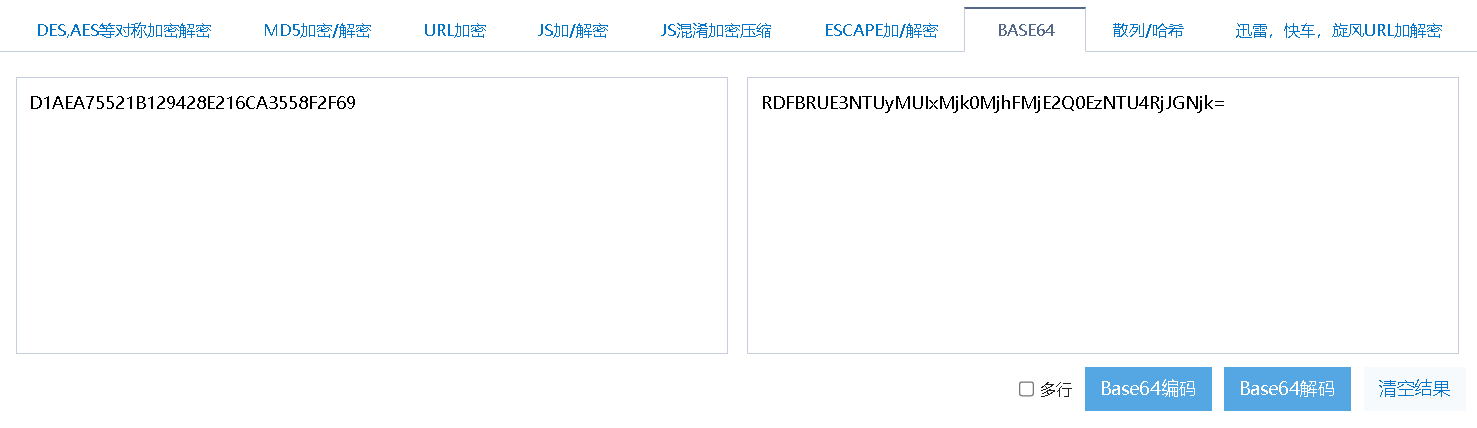 DES,AES等对称加密解密 MD5加密/解密 URL加密 JS加/解密 JS混淆加密压缩 ESCAPE加/解密 BASE64 散列/哈希 迅雷，快车，旋风URL加解密
D1AEA75521B129428E216CA3558F2F69 RDFBRUE3NTUyMUIxMjk0MjhFMjE2Q0EzNTU4RjJGNjk=
多行 Base64编码 Base64解码 清空结果